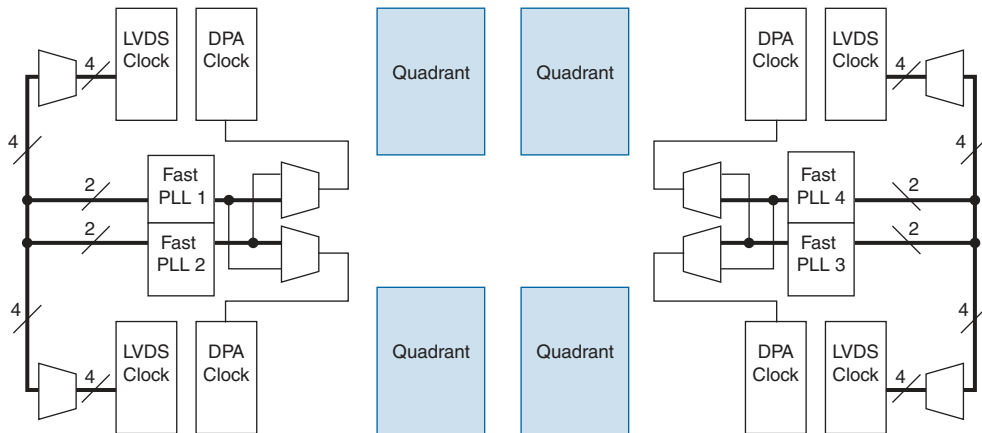 LVDS
Clock
DPA
Clock
Quadrant
Quadrant
DPA
Clock
LVDS
Clock
4
4
4
4
2
Fast
PLL 1
Fast
PLL 4
2
2
Fast
PLL 2
Fast
PLL 3
2
4
4
LVDS
Clock
DPA
Clock
Quadrant
Quadrant
DPA
Clock
LVDS
Clock
4
4